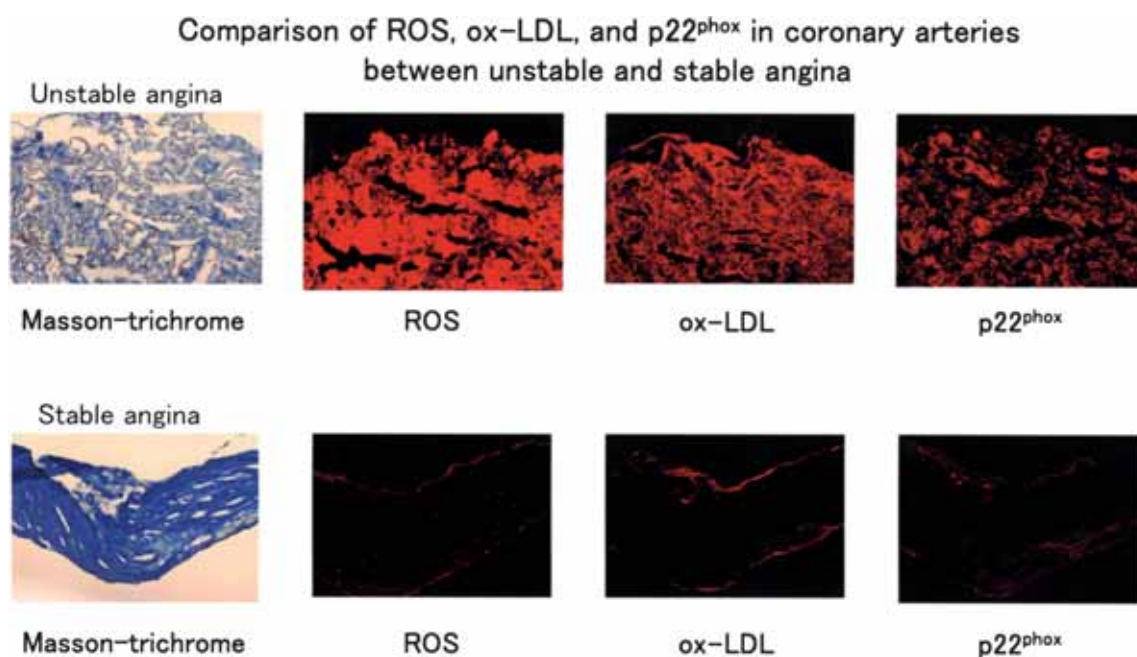 Comparison of ROS, ox-LDL, and p22phox in coronary arteries
between unstable and stable angina
Unstable angina
Masson-trichrome ROS ox-LDL p22phox
Stable angina
Masson-trichrome ROS ox-LDL p22phox